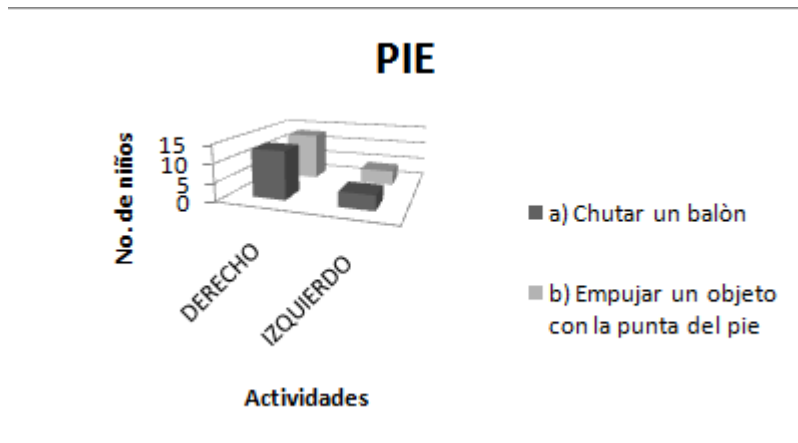 PIE
No. de niños
15
10
5
0
DERECHO
IZQUIERDO
Actividades
a) Chutar un balòn
b) Empujar un objeto
con la punta del pie